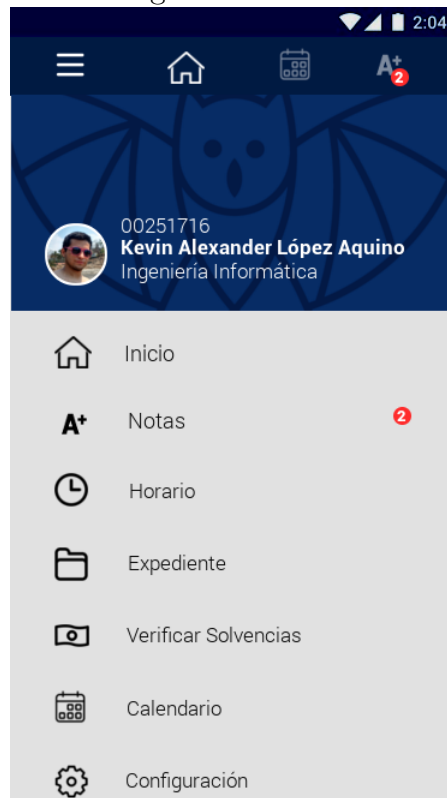 2:04
A+
2
00251716
Kevin Alexander López Aquino
Ingeniería Informática
Inicio
A+ Notas 2
Horario
Expediente
Verificar Solvencias
Calendario
Configuración